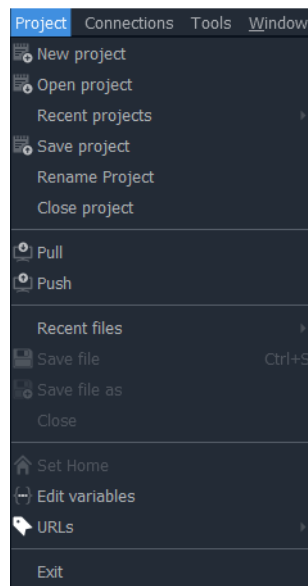 Project Connections Tools Window
New project
Open project
Recent projects
Save project
Rename Project
Close project
Pull
Push
Recent files
Save file Ctrl+S
Save file as
Close
Set Home
Edit variables
URLs
Exit